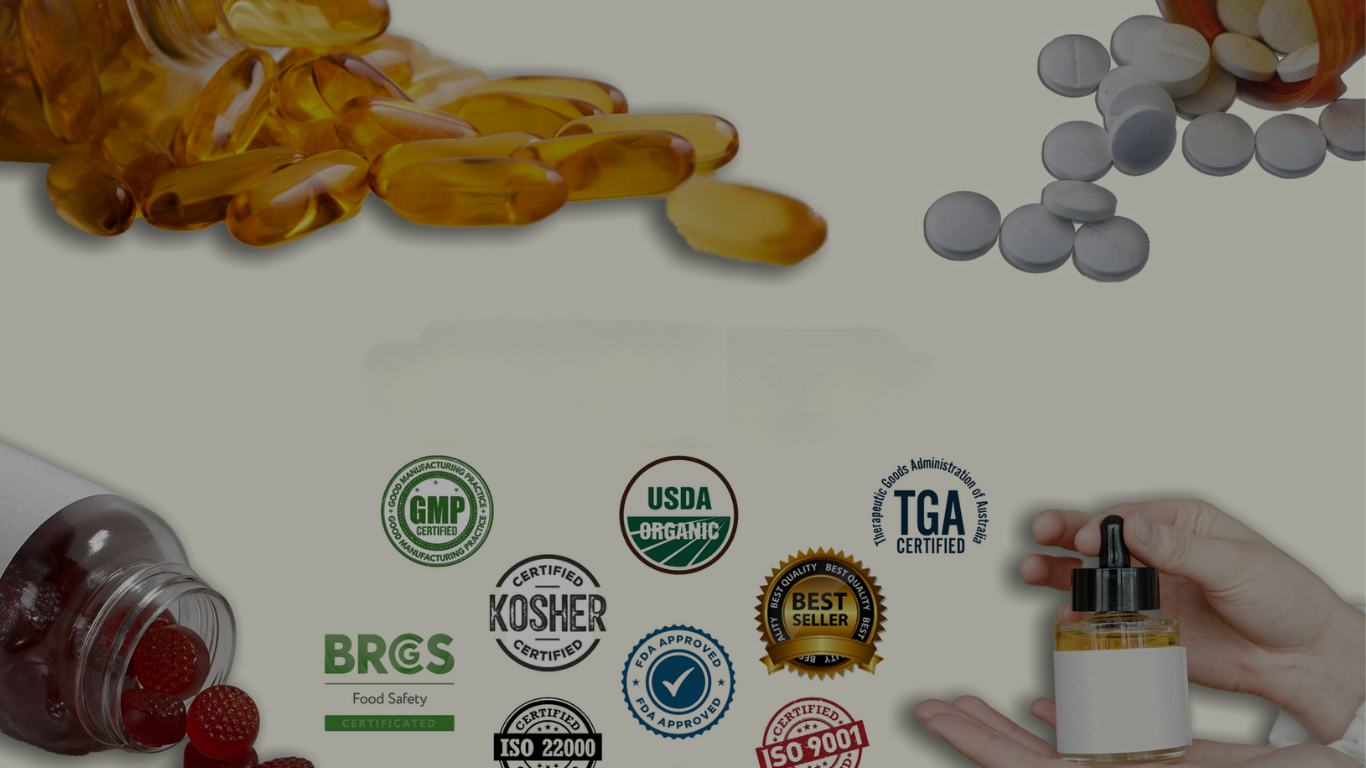 GOOD MANUFACTURING PRACTICE
GMP
CERTIFIED
GOOD MANUFACTURING PRACTICE
USDA
ORGANIC
Therapeutic Goods Administration of Australia
TGA
CERTIFIED
CERTIFIED
KOSHER
CERTIFIED
BEST QUALITY BEST QUALITY
BEST
SELLER
BRCGS
Food Safety
CERTIFICATED
FDA APPROVED
FDA APPROVED
CERTIFIED
ISO 22000
CERTIFIED
ISO 9001